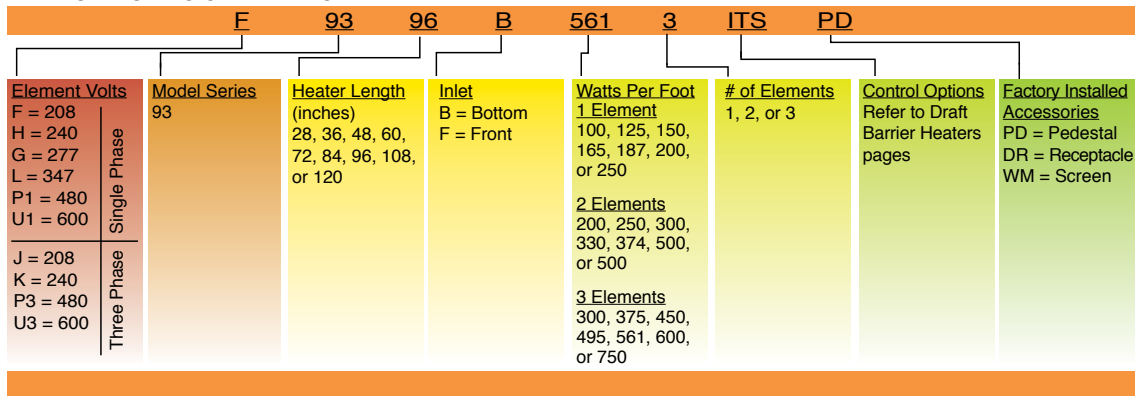 F 93 96 B 561 3 ITS PD
Element Volts
F = 208
H = 240
G = 277
L = 347
P1 = 480
U1 = 600
Single Phase
J = 208
K = 240
P3 = 480
U3 = 600
Three Phase
Model Series
93
Heater Length
(inches)
28, 36, 48, 60,
72, 84, 96, 108,
or 120
Inlet
B = Bottom
F = Front
Watts Per Foot
1 Element
100, 125, 150,
165, 187, 200,
or 250
2 Elements
200, 250, 300,
330, 374, 500,
or 500
3 Elements
300, 375, 450,
495, 561, 600,
or 750
# of Elements
1, 2, or 3
Control Options
Refer to Draft
Barrier Heaters
pages
Factory Installed
Accessories
PD = Pedestal
DR = Receptacle
WM = Screen